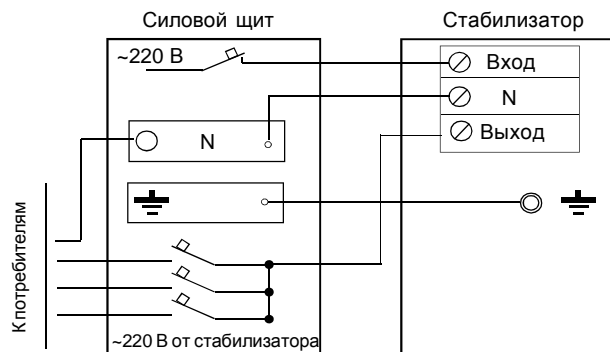 Силовой щит
Стабилизатор
~220 В
Вход
N
N
Выход
К потребителям
~220 В от стабилизатора